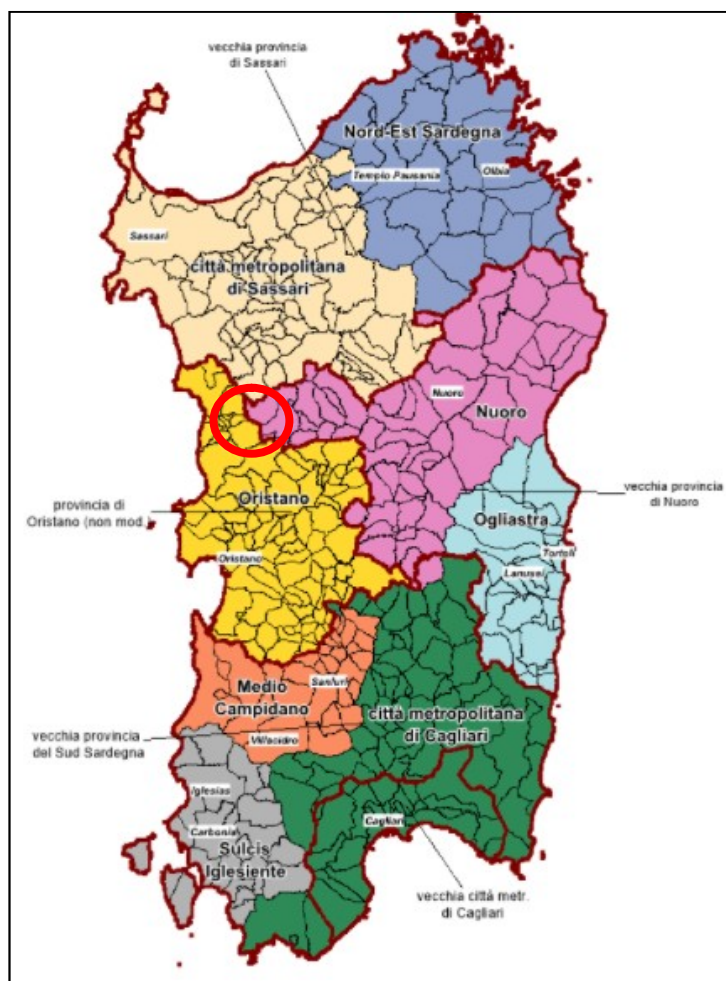 vecchia provincia
di Sassari
Nord-Est Sardegna
Tempio Pausania
Olbia
Sassari
città metropolitana
di Sassari
Nuoro
Nuoro
provincia di
Oristano (non mod.)
Oristano
Oristano
vecchia provincia
di Nuoro
Ogliastra
Tortolì
Lanusei
Medio
Campidano
Sanluri
Villacidro
città metropolitana
di Cagliari
vecchia provincia
del Sud Sardegna
Iglesias
Carbonia
Sulcis
Iglesiente
Cagliari
vecchia città metr.
di Cagliari